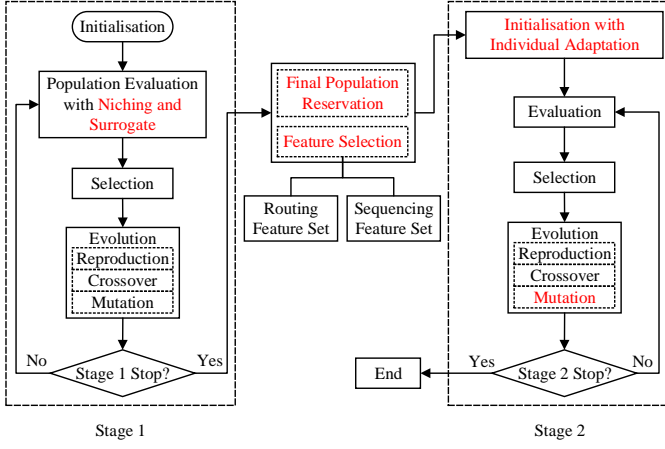 Initialisation
Population Evaluation
with Niching and
Surrogate
Selection
Evolution
Reproduction
Crossover
Mutation
No
Stage 1 Stop?
Yes
Stage 1
Final Population
Reservation
Feature Selection
Routing
Feature Set
Sequencing
Feature Set
Initialisation with
Individual Adaptation
Evaluation
Selection
Evolution
Reproduction
Crossover
Mutation
Yes
Stage 2 Stop?
No
End
Stage 2